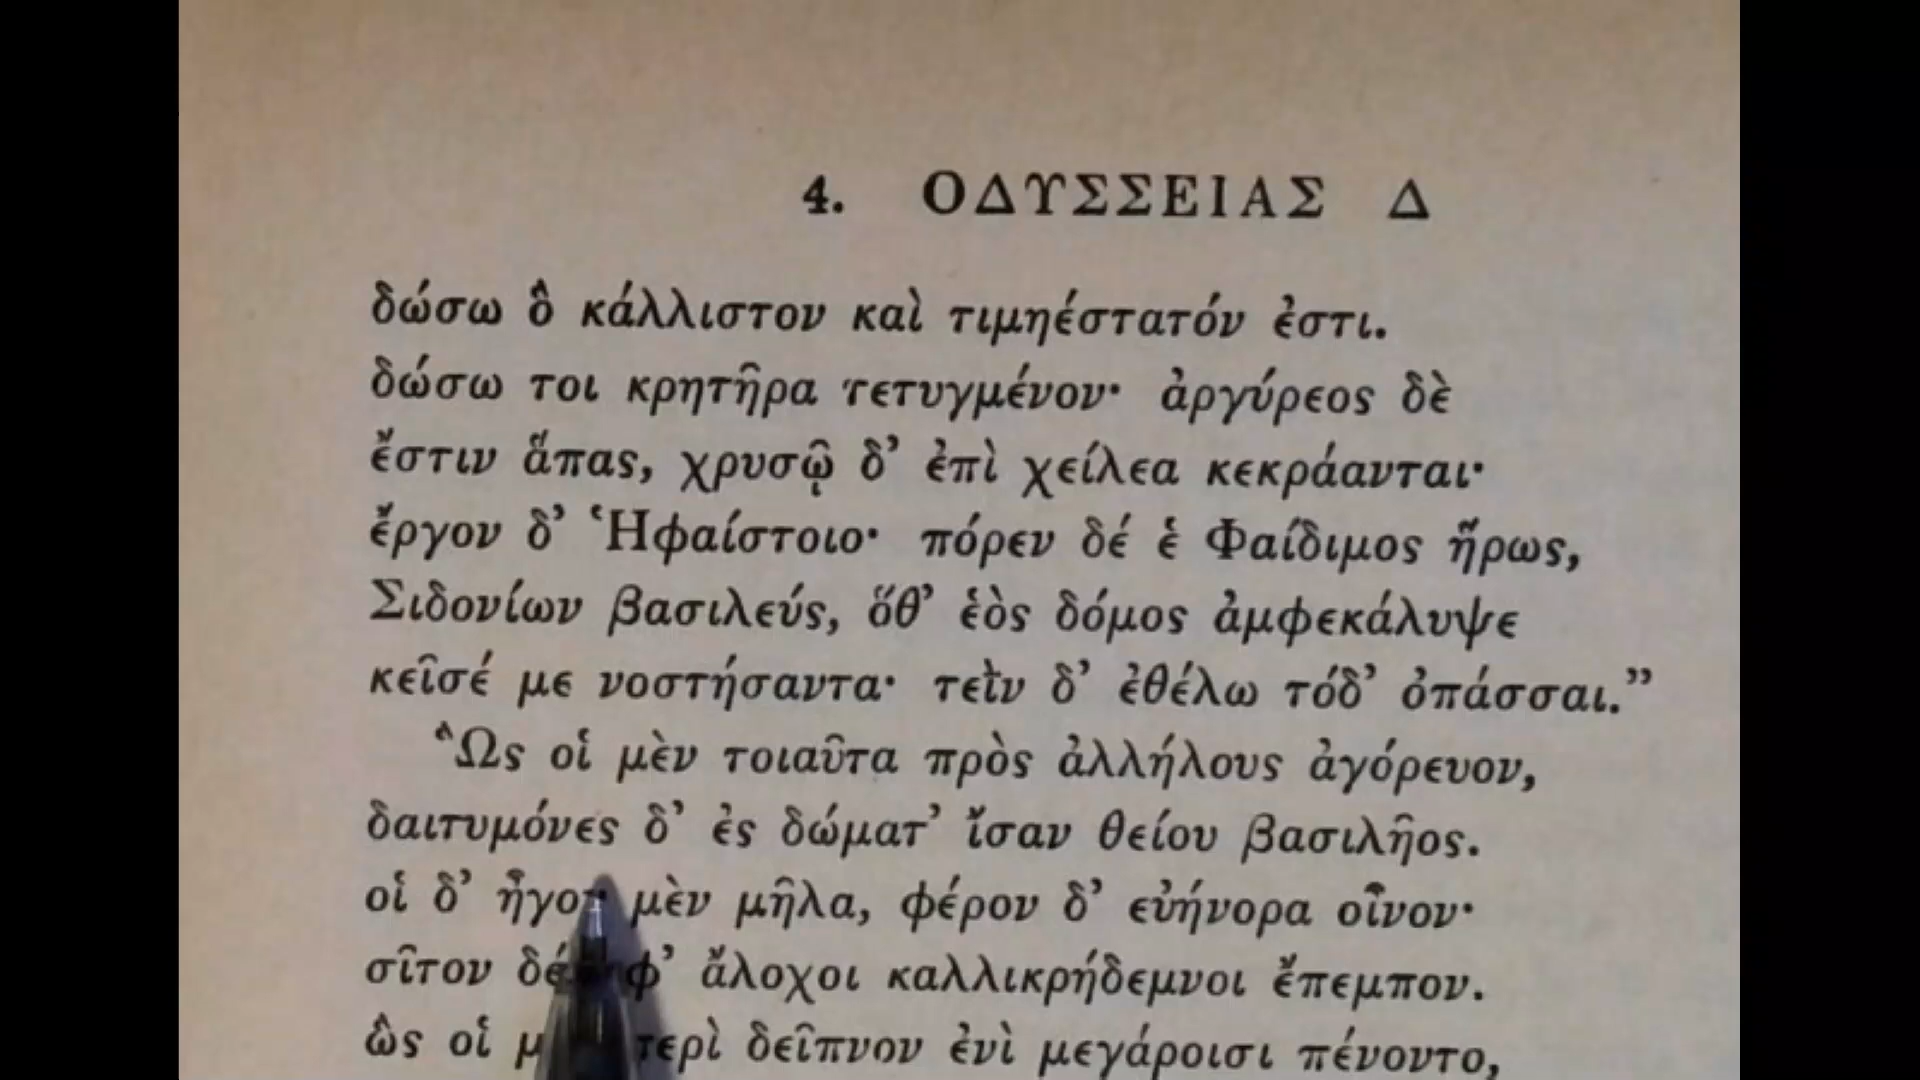 4. ΟΔΥΣΣΕΙΑΣ Δ
δώσω ὃ κάλλιστον καὶ τιμηέστατόν ἐστι.
δώσω τοι κρητῆρα τετυγμένον· ἀργύρεος δὲ
ἔστιν ἅπας, χρυσῷ δ’ ἐπὶ χείλεα κεκράανται·
ἔργον δ’ Ἡφαίστοιο· πόρεν δέ ἑ Φαίδιμος ἥρως,
Σιδονίων βασιλεύς, ὅθ’ ἑὸς δόμος ἀμφεκάλυψε
κεῖσέ με νοστήσαντα· τεῒν δ’ ἐθέλω τόδ’ ὀπάσσαι.”
Ὣς οἱ μὲν τοιαῦτα πρὸς ἀλλήλους ἀγόρευον,
δαιτυμόνες δ’ ἐς δώματ’ ἴσαν θείου βασιλῆος.
οἱ δ’ ἦγον μὲν μῆλα, φέρον δ’ εὐήνορα οἶνον·
σῖτον ἄλοχοι καλλικρήδεμνοι ἔπεμπον.
ὣς οἱ δεῖπνον ἐνὶ μεγάροισι πένοντο,